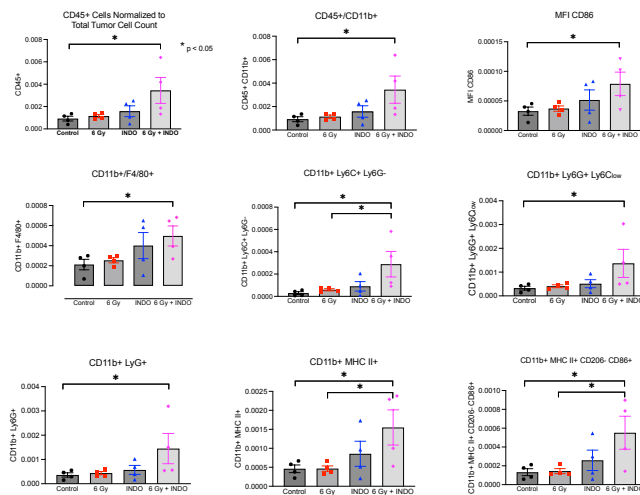 CD45+ Cells Normalized to
Total Tumor Cell Count
* p < 0.05
*
CD45+
0.006
0.004
0.002
0.000
Control 6 Gy INDO 6 Gy + INDO
CD45+/CD11b+
*
CD45+ CD11b+
0.008
0.006
0.004
0.002
0.000
Control 6 Gy INDO 6 Gy + INDO
MFI CD86
*
MFI CD86
0.00015
0.00010
0.00005
0.00000
Control 6 Gy INDO 6 Gy + INDO
CD11b+/F4/80+
*
CD11b+ F4/80+
0.0008
0.0006
0.0004
0.0002
0.0000
Control 6 Gy INDO 6 Gy + INDO
CD11b+ Ly6C+ Ly6G-
*
*
CD11b+ Ly6C+ Ly6G-
0.0008
0.0006
0.0004
0.0002
0.0000
Control 6 Gy INDO 6 Gy + INDO
CD11b+ Ly6G+ Ly6Clow
*
CD11b+ Ly6G+ Ly6Clow
0.004
0.003
0.002
0.001
0.000
Control 6 Gy INDO 6 Gy + INDO
CD11b+ LyG+
*
CD11b+ Ly6G+
0.004
0.003
0.002
0.001
0.000
Control 6 Gy INDO 6 Gy + INDO
CD11b+ MHC II+
*
*
CD11b+ MHC II+
0.0025
0.0020
0.0015
0.0010
0.0005
0.0000
Control 6 Gy INDO 6 Gy + INDO
CD11b+ MHC II+ CD206- CD86+
*
*
CD11b+ MHC II+ CD206- CD86+
0.0010
0.0008
0.0006
0.0004
0.0002
0.0000
Control 6 Gy INDO 6 Gy + INDO